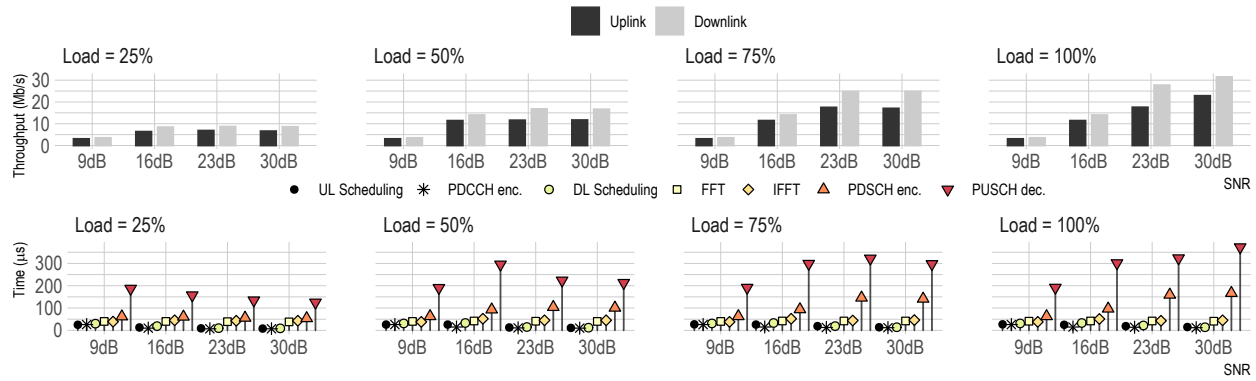 Uplink Downlink
Load = 25% Load = 50% Load = 75% Load = 100%
Throughput (Mb/s)
30
20
10
0
9dB 16dB 23dB 30dB 9dB 16dB 23dB 30dB 9dB 16dB 23dB 30dB 9dB 16dB 23dB 30dB
SNR
UL Scheduling PDCCH enc. DL Scheduling FFT IFFT PDSCH enc. PUSCH dec.
Load = 25% Load = 50% Load = 75% Load = 100%
Time (μs)
300
200
100
0
9dB 16dB 23dB 30dB 9dB 16dB 23dB 30dB 9dB 16dB 23dB 30dB 9dB 16dB 23dB 30dB
SNR